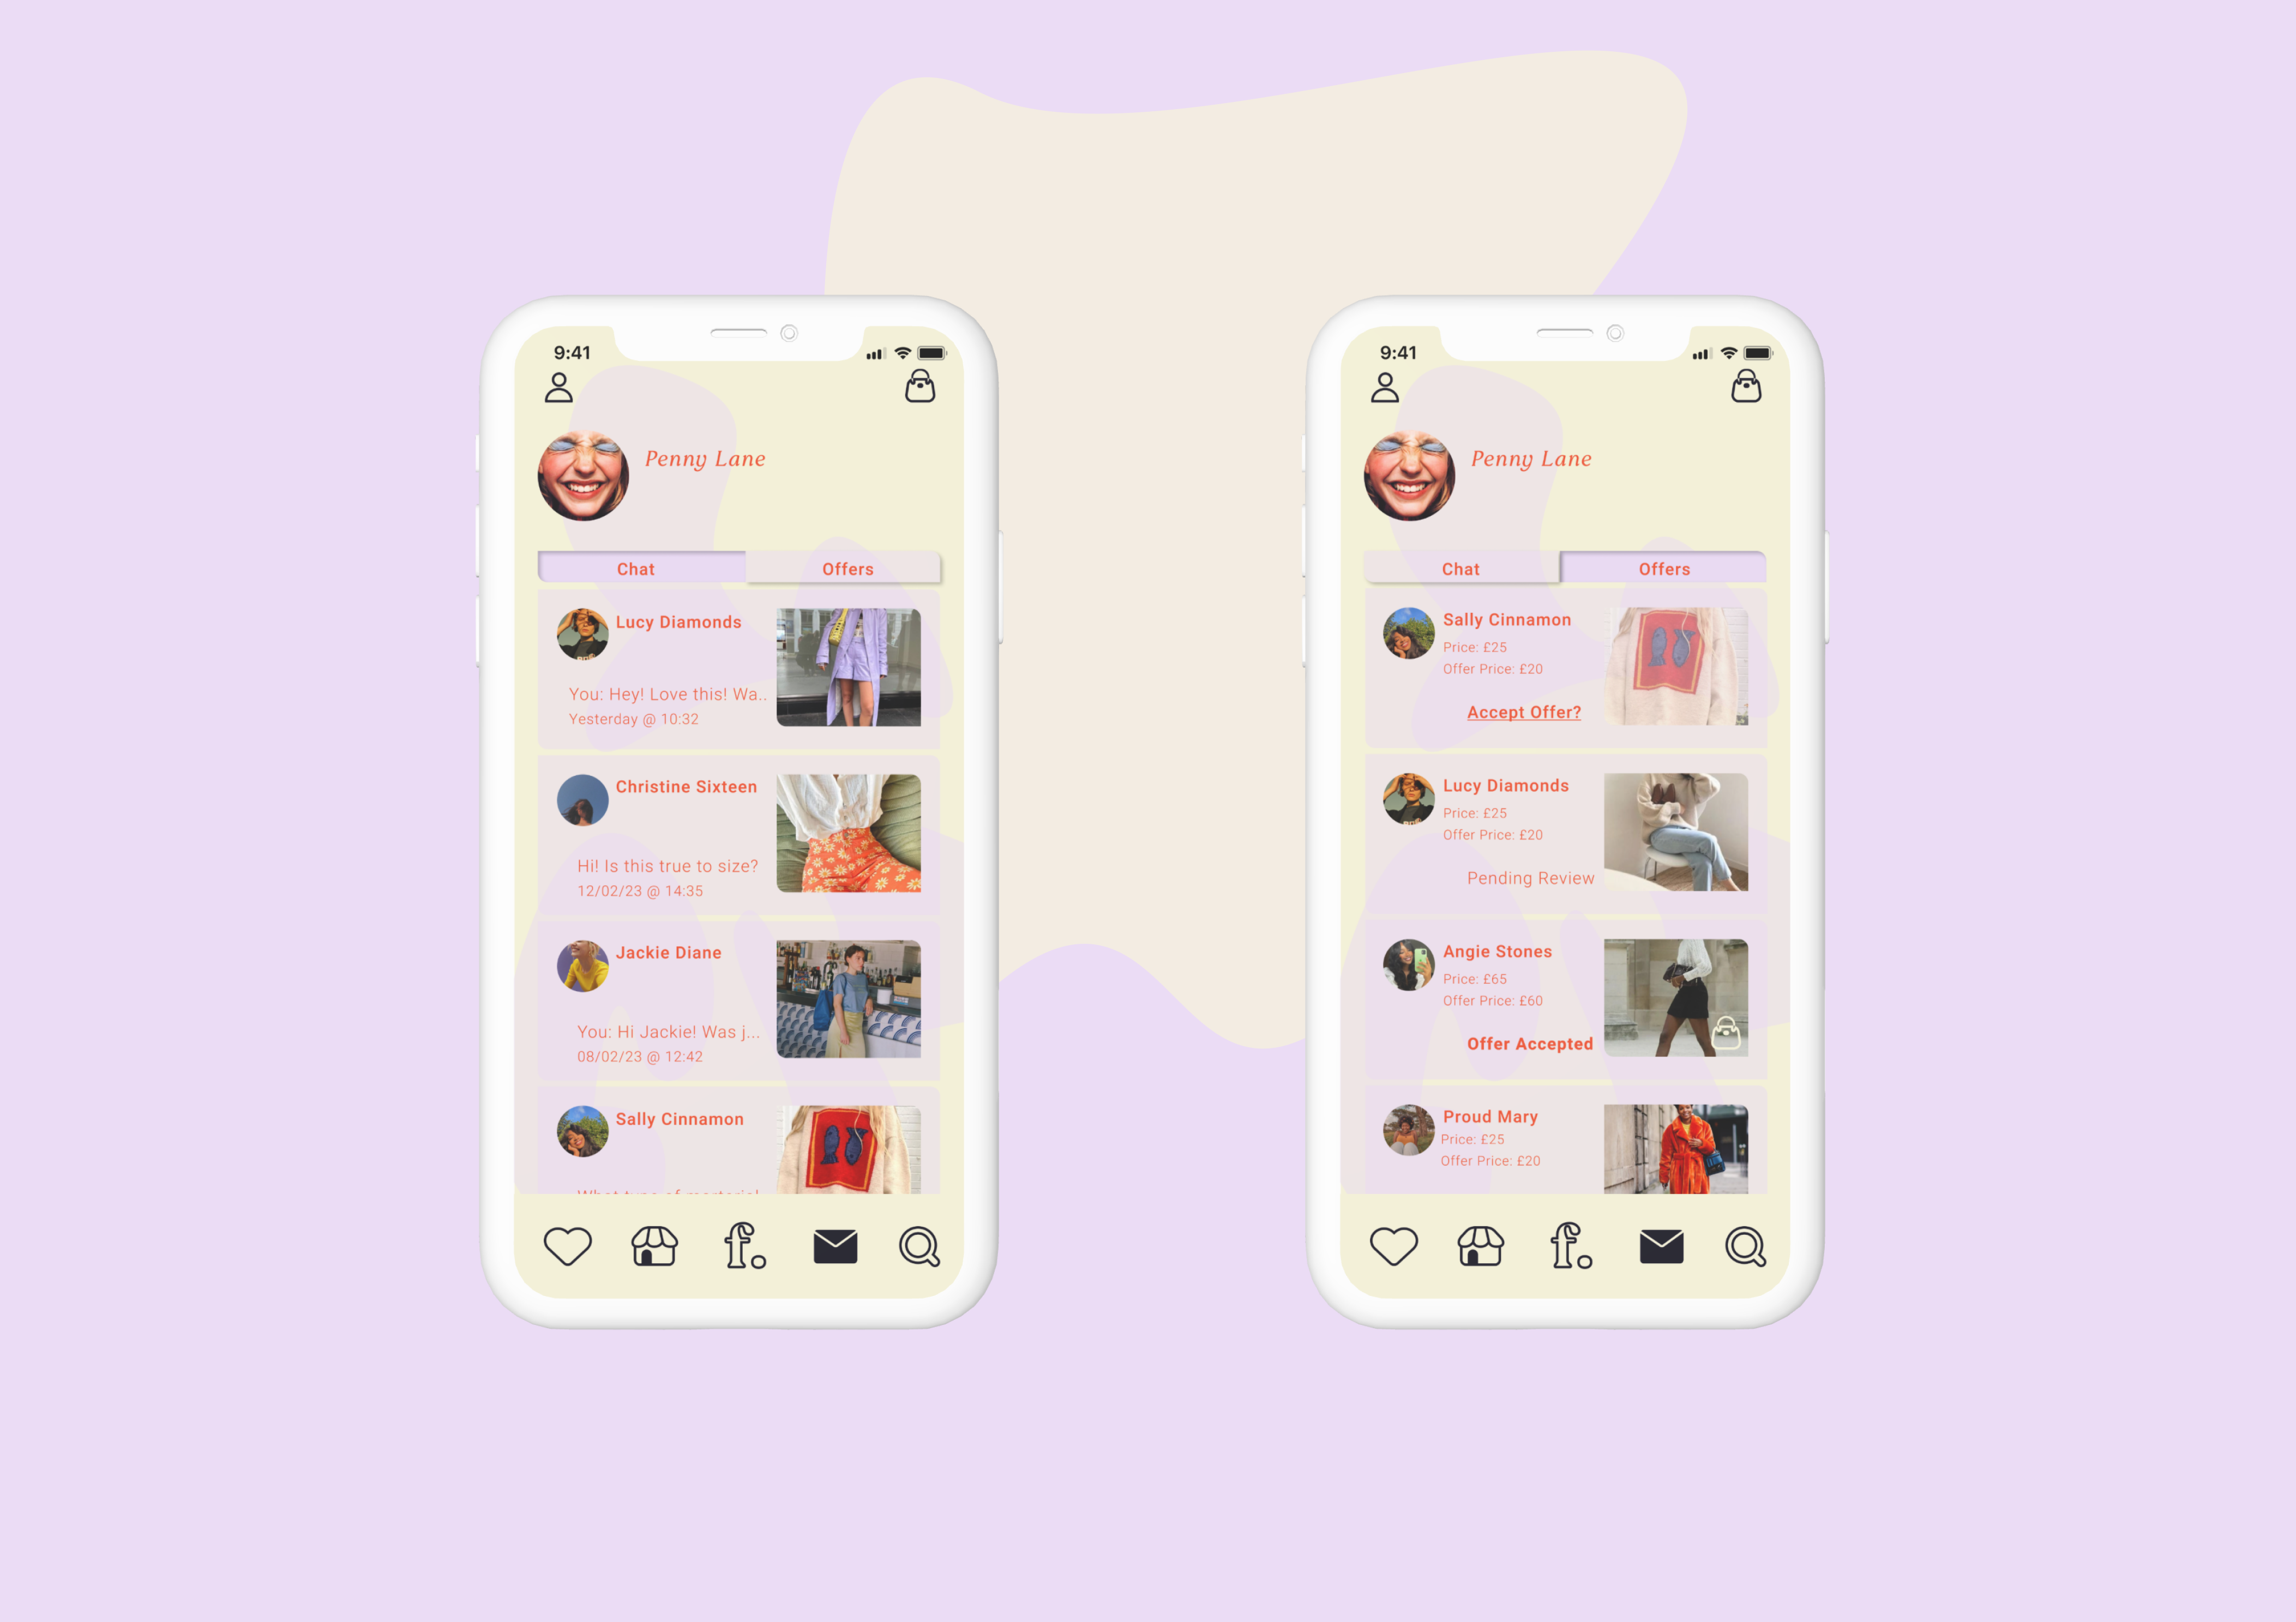 9:41
Penny Lane
Chat
Offers
Lucy Diamonds
You: Hey! Love this! Wa..
Yesterday @ 10:32
Christine Sixteen
Hi! Is this true to size?
12/02/23 @ 14:35
Jackie Diane
You: Hi Jackie! Was j...
08/02/23 @ 12:42
Sally Cinnamon
What type of marterial
f.
9:41
Penny Lane
Chat
Offers
Sally Cinnamon
Price: £25
Offer Price: £20
Accept Offer?
Lucy Diamonds
Price: £25
Offer Price: £20
Pending Review
Angie Stones
Price: £65
Offer Price: £60
Offer Accepted
Proud Mary
Price: £25
Offer Price: £20
f.